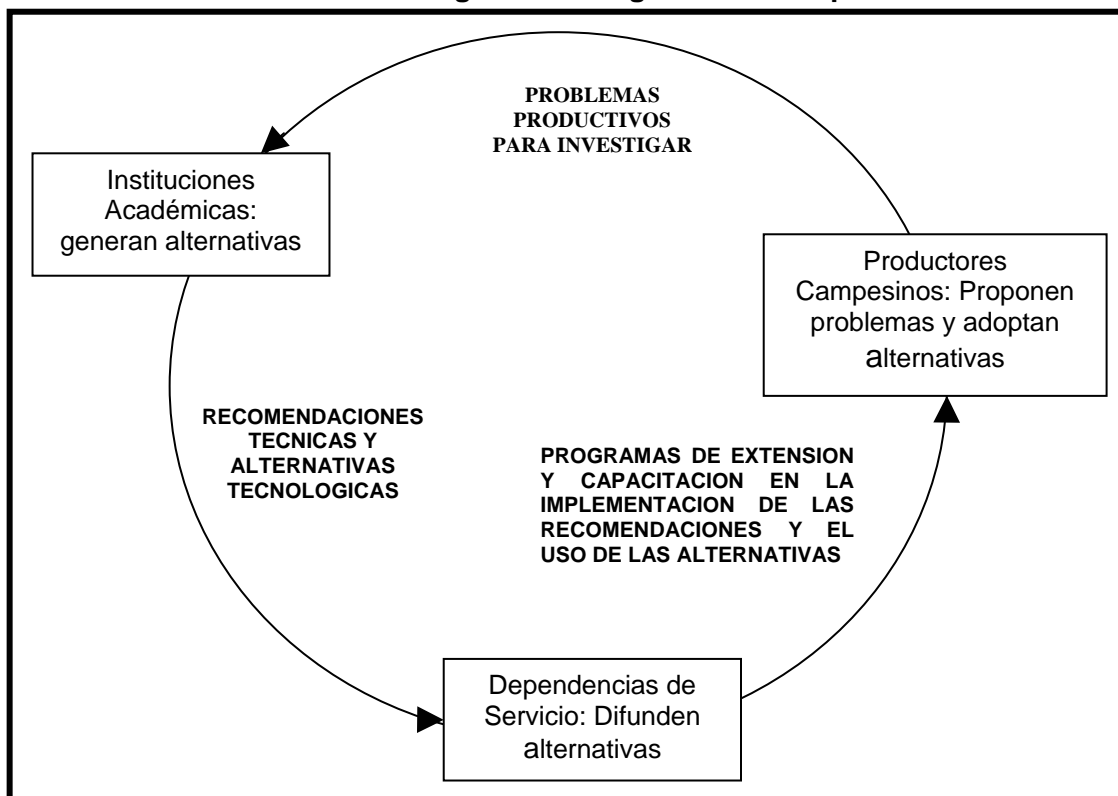 PROBLEMAS
PRODUCTIVOS
PARA INVESTIGAR
Instituciones
Académicas:
generan alternativas
Productores
Campesinos: Proponen
problemas y adoptan
alternativas
RECOMENDACIONES
TECNICAS Y
ALTERNATIVAS
TECNOLOGICAS
PROGRAMAS DE EXTENSION
Y CAPACITACION EN LA
IMPLEMENTACION DE LAS
RECOMENDACIONES Y EL
USO DE LAS ALTERNATIVAS
Dependencias de
Servicio: Difunden
alternativas